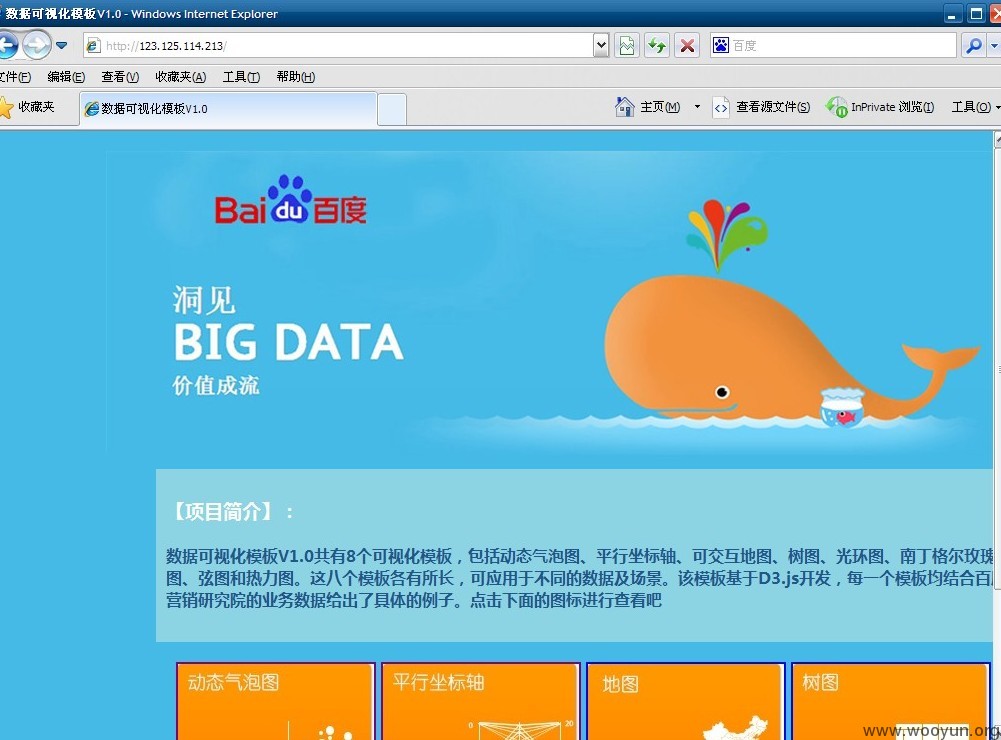 数据可视化模板V1.0 - Windows Internet Explorer
http://123.125.114.213/
百度
文件(F) 编辑(E) 查看(V) 收藏夹(A) 工具(T) 帮助(H)
收藏夹
数据可视化模板V1.0
主页(M) 查看源文件(S) InPrivate 浏览(I) 工具(O)
Bai du 百度
洞见
BIG DATA
价值成流
【项目简介】：
数据可视化模板V1.0共有8个可视化模板，包括动态气泡图、平行坐标轴、可交互地图、树图、光环图、南丁格尔玫瑰
图、弦图和热力图。这八个模板各有所长，可应用于不同的数据及场景。该模板基于D3.js开发，每一个模板均结合百
营销研究院的业务数据给出了具体的例子。点击下面的图标进行查看吧
动态气泡图
平行坐标轴
地图
树图
0
20
www.wooyun.org